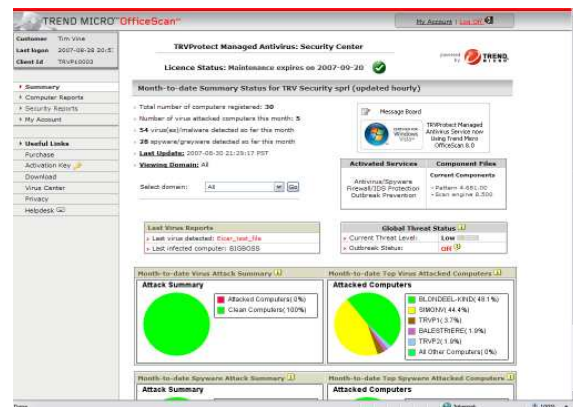 TREND MICRO™ OfficeScan™
My Account | Log Off
Customer Tim Vine
Last logon 2007-08-28 20:5
Client Id TRVP10003
TRVProtect Managed Antivirus: Security Center
Licence Status: Maintenance expires on 2007-09-20
powered by TREND MICRO
Summary
Computer Reports
Security Reports
My Account
Useful Links
Purchase
Activation Key
Download
Virus Center
Privacy
Helpdesk
Month-to-date Summary Status for TRV Security sprl (updated hourly)
Total number of computers registered: 30
Number of virus attacked computers this month: 5
54 virus(es)/malware detected so far this month
28 spyware/grayware detected so far this month
Last Update: 2007-08-30 21:29:17 PST
Viewing Domain: All
Select domain: All Go
Message Board
Windows Vista
TRVProtect Managed
Antivirus Service now
Using Trend Micro
OfficeScan 8.0
Activated Services
Antivirus/Spyware
Firewall/IDS Protection
Outbreak Prevention
Component Files
Current Components
- Pattern 4.681.00
- Scan engine 8.500
Last Virus Reports
Last virus detected: Eicar_test_file
Last infected computer: BIGBOSS
Global Threat Status
Current Threat Level: Low
Outbreak Status: Off
Month-to-date Virus Attack Summary
Attack Summary
Attacked Computers(0%)
Clean Computers(100%)
Month-to-date Top Virus Attacked Computers
Attacked Computers
BLONDEEL-KIND(48.1%)
SIMONV(44.4%)
TRVP1(3.7%)
BALESTRIERE(1.9%)
TRVP2(1.9%)
All Other Computers(0%)
Month-to-date Spyware Attack Summary
Attack Summary
Month-to-date Top Spyware Attacked Computers
Attacked Computers
Done
Internet
100%